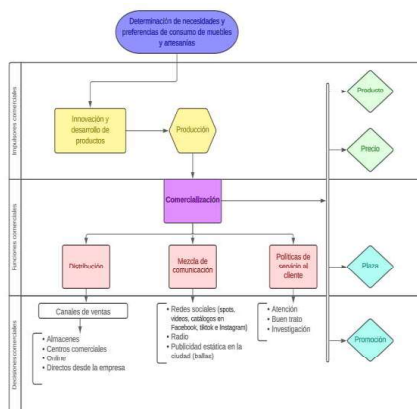 Determinación de necesidades y
preferencias de consumo de muebles
y artesanías
Impulsores comerciales
Innovación y
desarrollo de
productos
Producción
Producto
Precio
Funciones comerciales
Comercialización
Distribución
Mezcla de
comunicación
Políticas de
servicio al
cliente
Plaza
Decisiones comerciales
Canales de ventas
• Almacenes
• Centros comerciales
• Online
• Directos desde la empresa
• Redes sociales (spots,
videos, catálogos en
Facebook, tiktok e Instagram)
• Radio
• Publicidad estática en la
ciudad (ballas)
• Atención
• Buen trato
• Investigación
Promoción